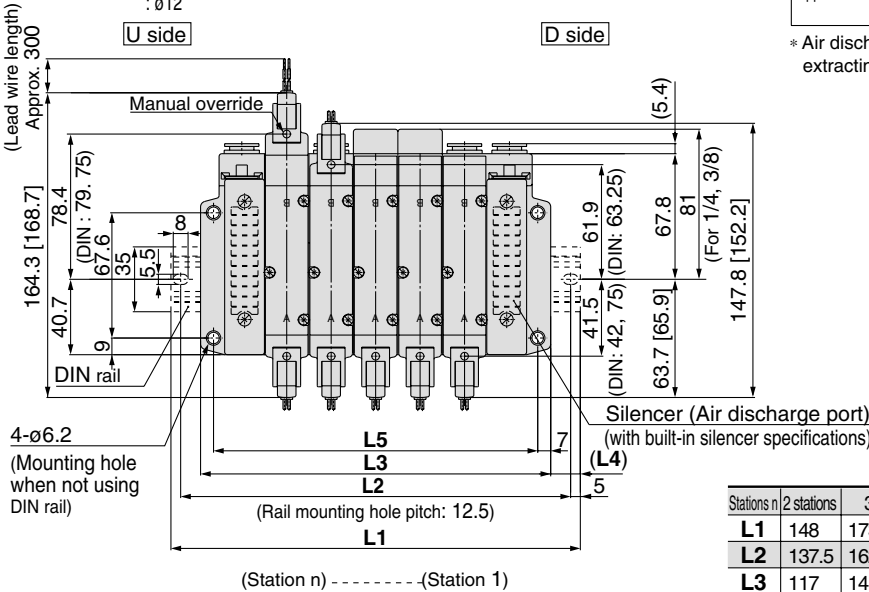 : ø12
U side
D side
∗ Air disch
extractin
(Lead wire length)
Approx. 300
Manual override
(5.4)
164.3 [168.7]
78.4
(DIN : 79. 75)
67.6
8
35
5.5
40.7
9
61.9
(DIN: 63.25)
67.8
81
(For 1/4, 3/8)
147.8 [152.2]
41.5
(DIN: 42, 75)
63.7 [65.9]
B B B B B
A A A
DIN rail
4-ø6.2
(Mounting hole
when not using
DIN rail)
Silencer (Air discharge port)
(with built-in silencer specifications)
L5
7
L3
(L4)
L2
5
(Rail mounting hole pitch: 12.5)
L1
(Station n) - - - - - - - -(Station 1)
Stations n 2 stations 3
L1 148 17
L2 137.5 16
L3 117 14